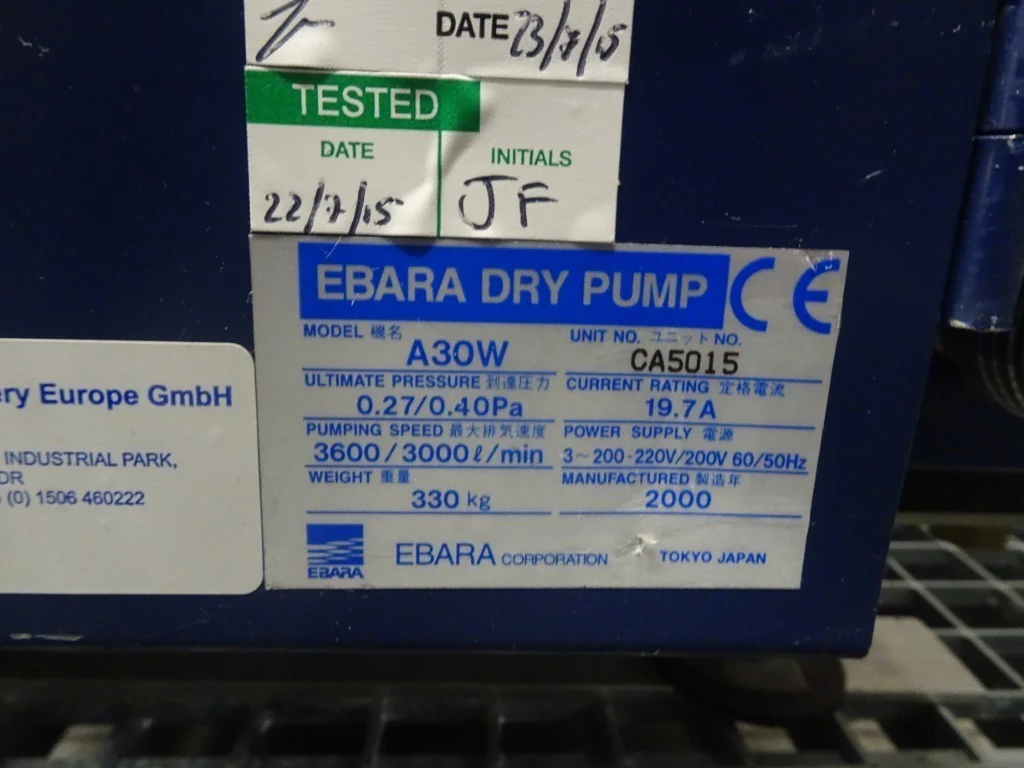 DATE 23/7/15
TESTED
DATE
INITIALS
22/7/15
JF
EBARA DRY PUMP CE
MODEL 機名
A30W
UNIT NO. ユニット NO.
CA5015
ULTIMATE PRESSURE 到達圧力
0.27/0.40Pa
CURRENT RATING 定格電流
19.7A
PUMPING SPEED 最大排気速度
3600/3000ℓ/min
POWER SUPPLY 電源
3~200-220V/200V 60/50Hz
WEIGHT 重量
330 kg
MANUFACTURED 製造年
2000
EBARA
EBARA CORPORATION
TOKYO JAPAN
ery Europe GmbH
INDUSTRIAL PARK,
DR
(0) 1506 460222